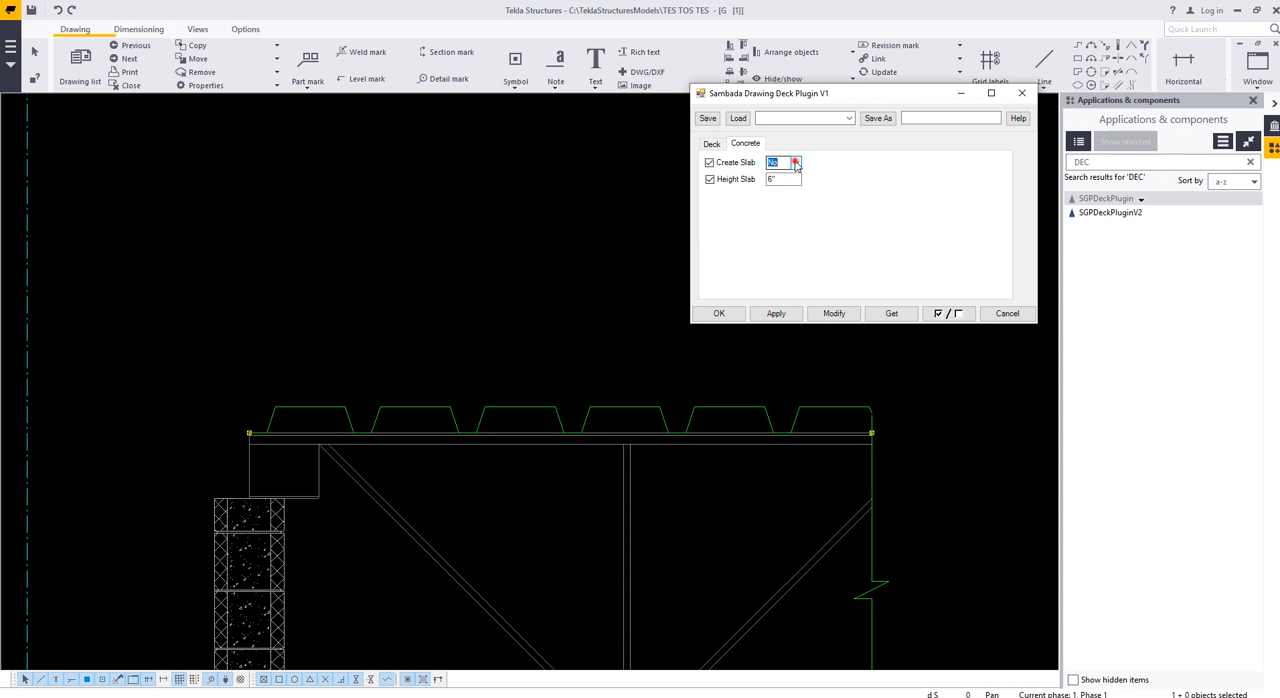 Tekla Structures - C:\TeklaStructuresModels\TES TOS TES - [G [1]]
? Log in
Drawing Dimensioning Views Options
Quick Launch
Previous Copy Weld mark Section mark Rich text Arrange objects Revision mark
Next Move DWG/DXF Link
Print Remove Level mark Detail mark Image Hide/show Update
Close Properties
Drawing list Part mark Symbol Note Text Grid labels Line Horizontal Window
Sambada Drawing Deck Plugin V1
Save Load Save As Help
Deck Concrete
Create Slab No
Height Slab 6"
OK Apply Modify Get / Cancel
Applications & components
Applications & components
Show selected
DEC
Search results for 'DEC' Sort by a-z
SGPDeckPlugin
SGPDeckPluginV2
Show hidden items
d S 0 Pan Current phase: 1, Phase 1 1 + 0 objects selected